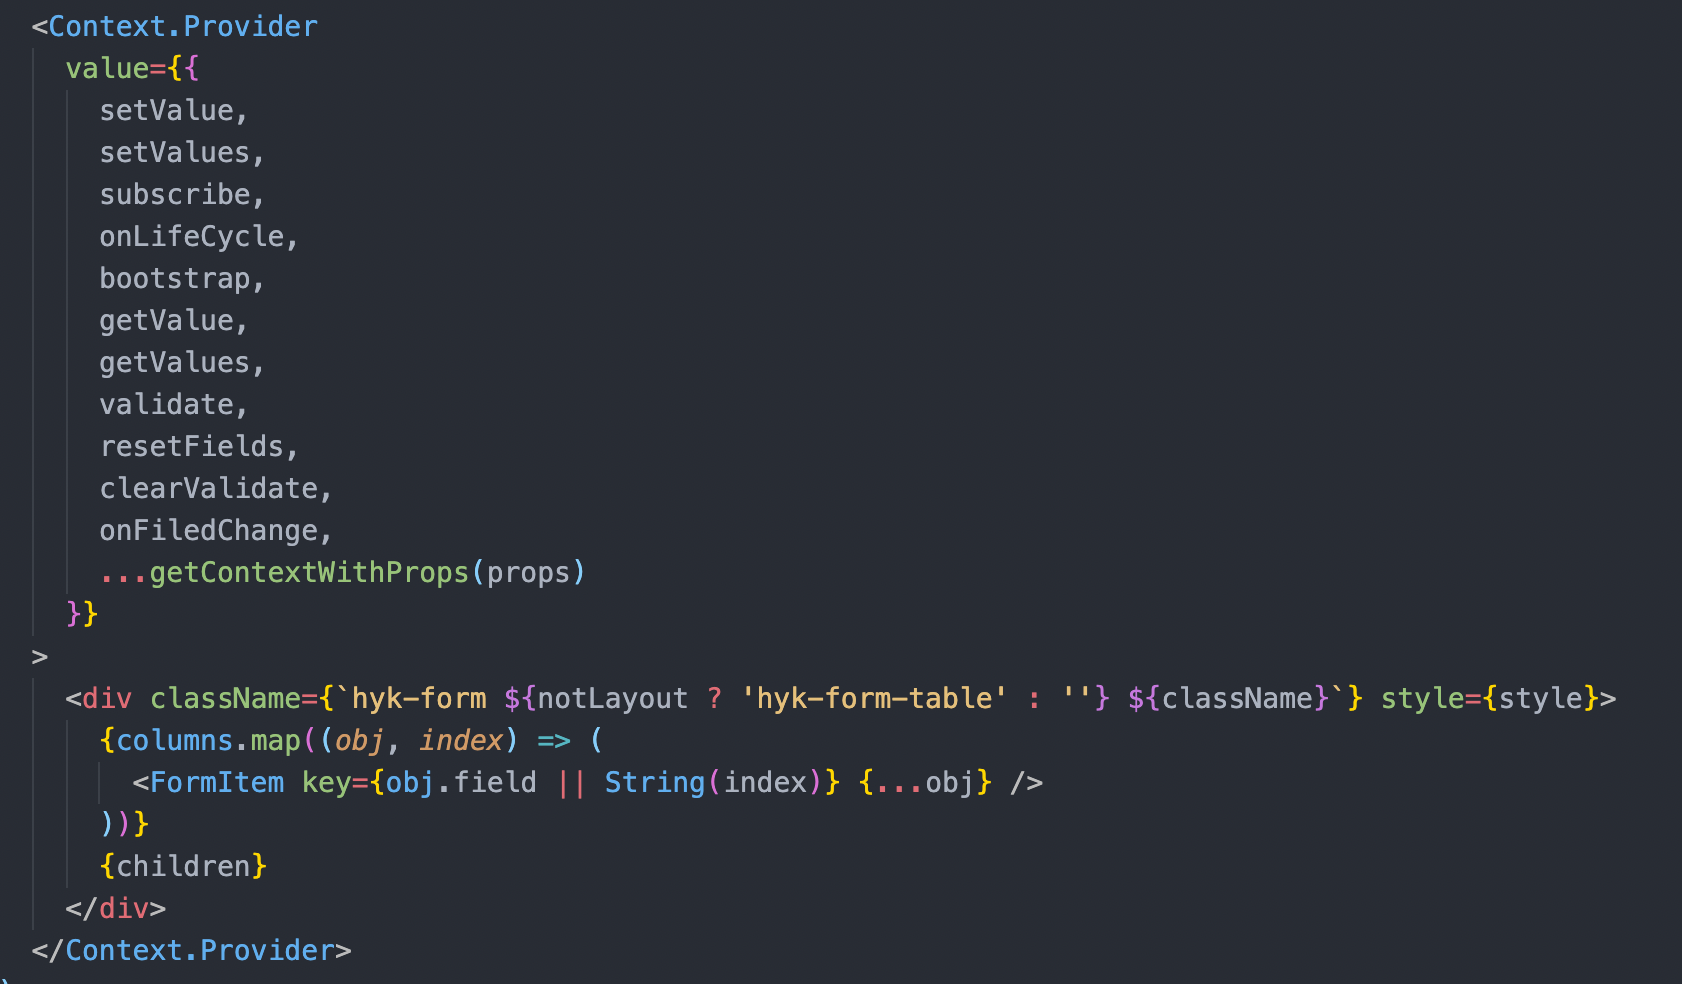 <Context.Provider
value={{
setValue,
setValues,
subscribe,
onLifeCycle,
bootstrap,
getValue,
getValues,
validate,
resetFields,
clearValidate,
onFiledChange,
...getContextWithProps(props)
}}
>
<div className={`hyk-form ${notLayout ? 'hyk-form-table' : ''} ${className}`} style={style}>
{columns.map((obj, index) => (
<FormItem key={obj.field || String(index)} {...obj} />
))}
{children}
</div>
</Context.Provider>